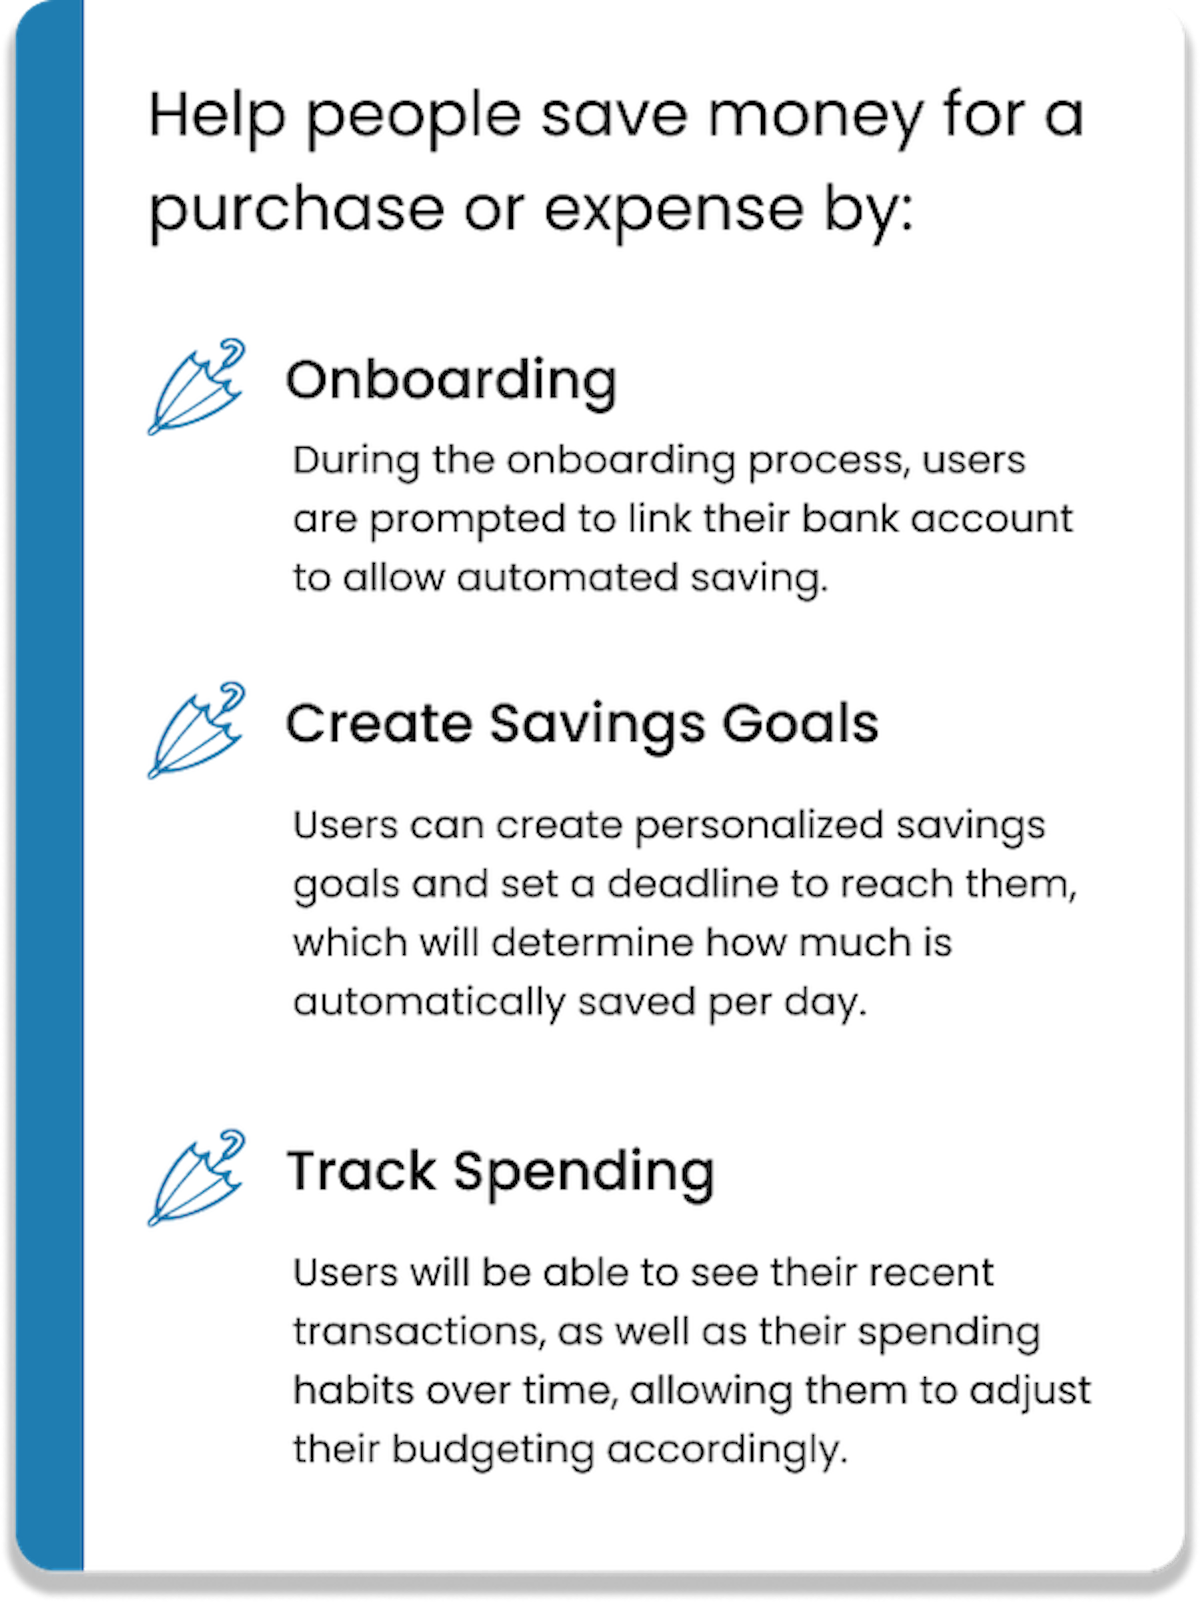 Help people save money for a
purchase or expense by:
Onboarding
During the onboarding process, users
are prompted to link their bank account
to allow automated saving.
Create Savings Goals
Users can create personalized savings
goals and set a deadline to reach them,
which will determine how much is
automatically saved per day.
Track Spending
Users will be able to see their recent
transactions, as well as their spending
habits over time, allowing them to adjust
their budgeting accordingly.